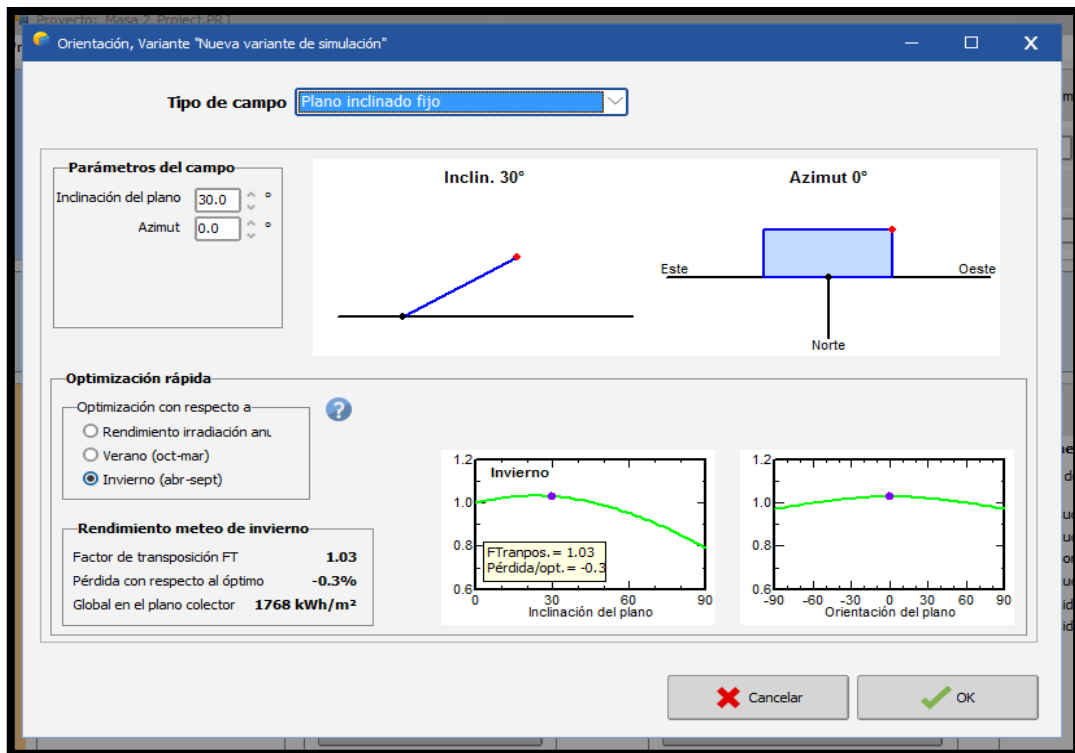 Proyecto: Masa 2_Project.PRJ
Orientación, Variante "Nueva variante de simulación"
Tipo de campo Plano inclinado fijo
Parámetros del campo
Inclinación del plano 30.0 °
Azimut 0.0 °
Inclin. 30°
Azimut 0°
Este
Oeste
Norte
Optimización rápida
Optimización con respecto a
Rendimiento irradiación anu
Verano (oct-mar)
Invierno (abr-sept)
Rendimiento meteo de invierno
Factor de transposición FT 1.03
Pérdida con respecto al óptimo -0.3%
Global en el plano colector 1768 kWh/m²
Invierno
1.2
1.0
0.8
0.6
FTranpos.= 1.03
Pérdida/opt.= -0.3
0 30 60 90
Inclinación del plano
1.2
1.0
0.8
0.6
-90 -60 -30 0 30 60 90
Orientación del plano
Cancelar
OK